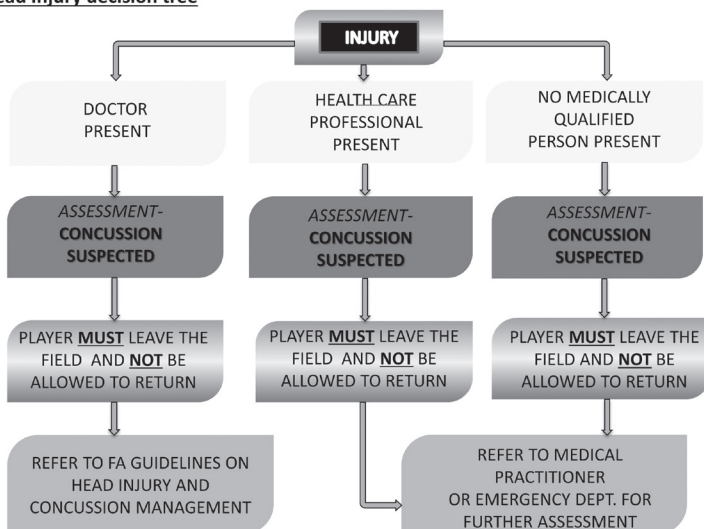 INJURY
DOCTOR
PRESENT
HEALTH CARE
PROFESSIONAL
PRESENT
NO MEDICALLY
QUALIFIED
PERSON PRESENT
ASSESSMENT-
CONCUSSION
SUSPECTED
ASSESSMENT-
CONCUSSION
SUSPECTED
ASSESSMENT-
CONCUSSION
SUSPECTED
PLAYER MUST LEAVE THE
FIELD AND NOT BE
ALLOWED TO RETURN
PLAYER MUST LEAVE THE
FIELD AND NOT BE
ALLOWED TO RETURN
PLAYER MUST LEAVE THE
FIELD AND NOT BE
ALLOWED TO RETURN
REFER TO FA GUIDELINES ON
HEAD INJURY AND
CONCUSSION MANAGEMENT
REFER TO MEDICAL
PRACTITIONER
OR EMERGENCY DEPT. FOR
FURTHER ASSESSMENT